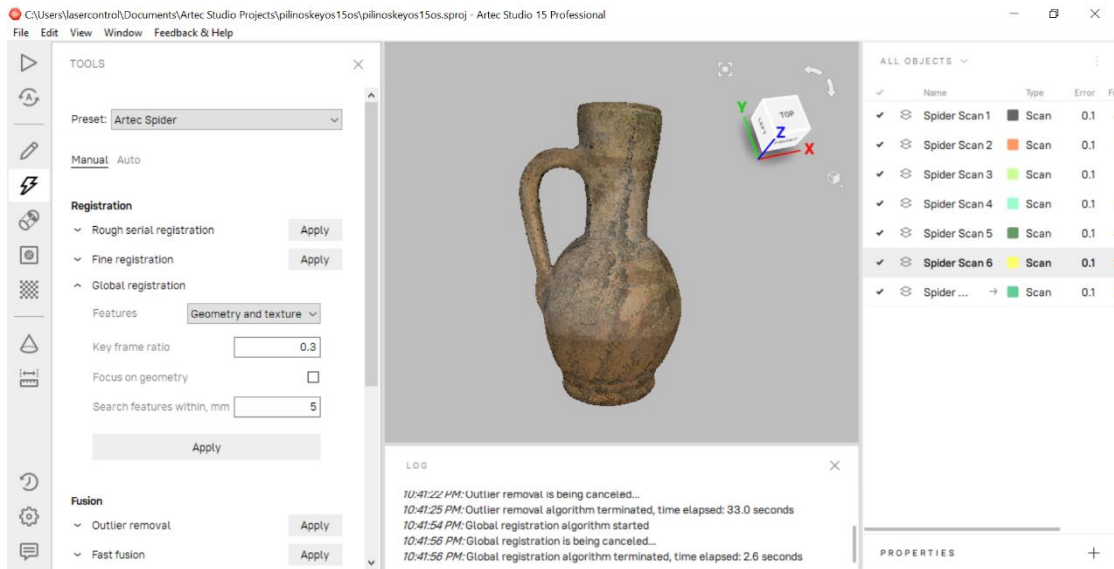 C:\Users\lasercontrol\Documents\Artec Studio Projects\pilinoskeyos15os\pilinoskeyos15os.sproj - Artec Studio 15 Professional
File Edit View Window Feedback & Help
TOOLS
Preset: Artec Spider
Manual Auto
Registration
Rough serial registration Apply
Fine registration Apply
Global registration
Features Geometry and texture
Key frame ratio 0.3
Focus on geometry
Search features within, mm 5
Apply
Fusion
Outlier removal Apply
Fast fusion Apply
TOP
Y
Z
X
LOG
10:41:22 PM: Outlier removal is being canceled...
10:41:25 PM: Outlier removal algorithm terminated, time elapsed: 33.0 seconds
10:41:54 PM: Global registration algorithm started
10:41:56 PM: Global registration is being canceled...
10:41:56 PM: Global registration algorithm terminated, time elapsed: 2.6 seconds
ALL OBJECTS
Name Type Error
Spider Scan 1 Scan 0.1
Spider Scan 2 Scan 0.1
Spider Scan 3 Scan 0.1
Spider Scan 4 Scan 0.1
Spider Scan 5 Scan 0.1
Spider Scan 6 Scan 0.1
Spider ... → Scan 0.1
PROPERTIES